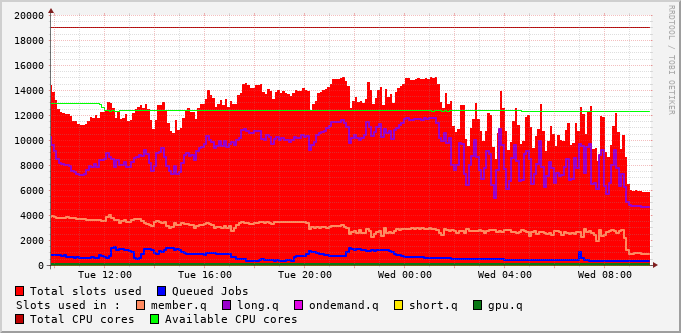 20000
18000
16000
14000
12000
10000
8000
6000
4000
2000
0
Tue 12:00 Tue 16:00 Tue 20:00 Wed 00:00 Wed 04:00 Wed 08:00
Total slots used Queued Jobs
Slots used in : member.q long.q ondemand.q short.q gpu.q
Total CPU cores Available CPU cores
RRDTOOL / TOBI OETIKER